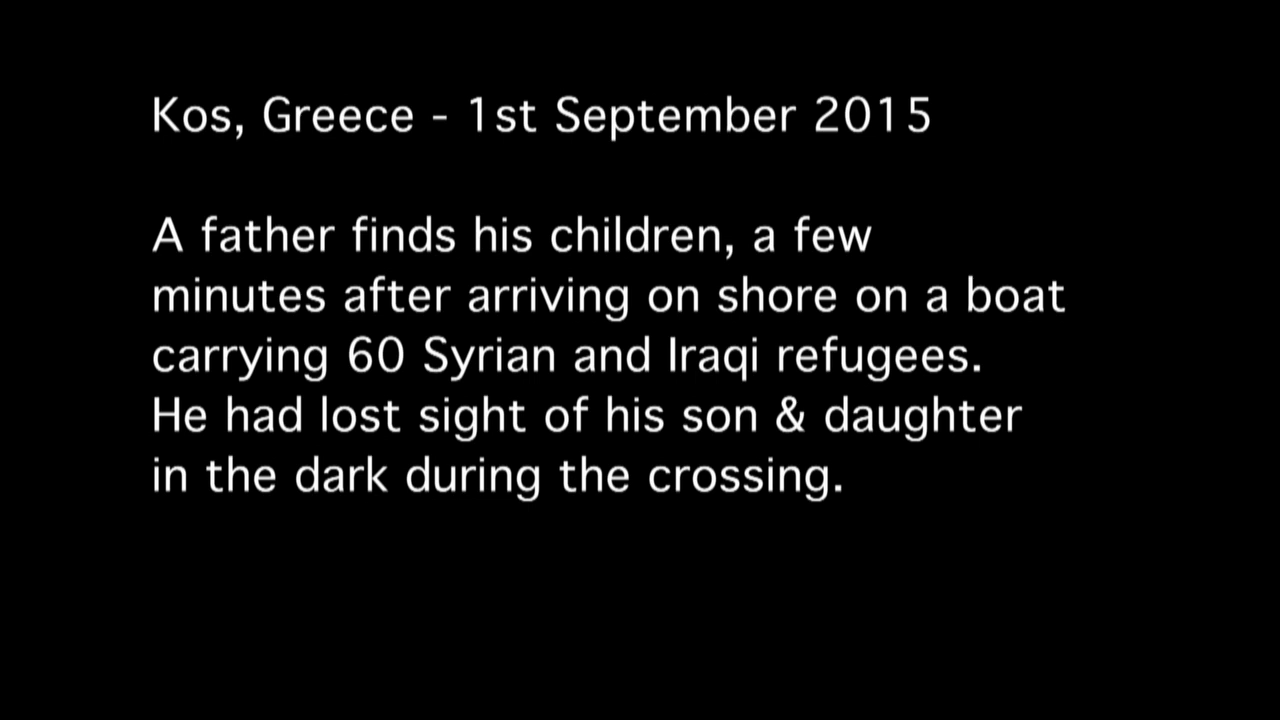 Kos, Greece - 1st September 2015
A father finds his children, a few
minutes after arriving on shore on a boat
carrying 60 Syrian and Iraqi refugees.
He had lost sight of his son & daughter
in the dark during the crossing.